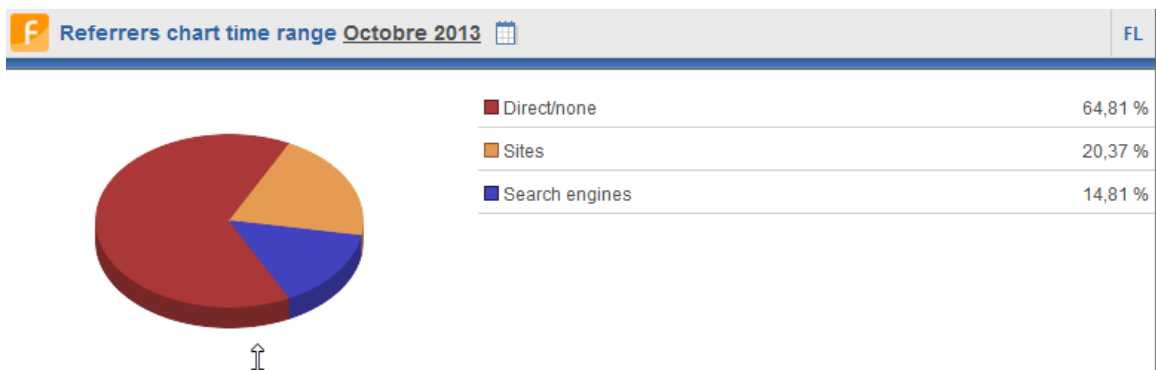 F Referrers chart time range Octobre 2013 FL
Direct/none 64,81 %
Sites 20,37 %
Search engines 14,81 %